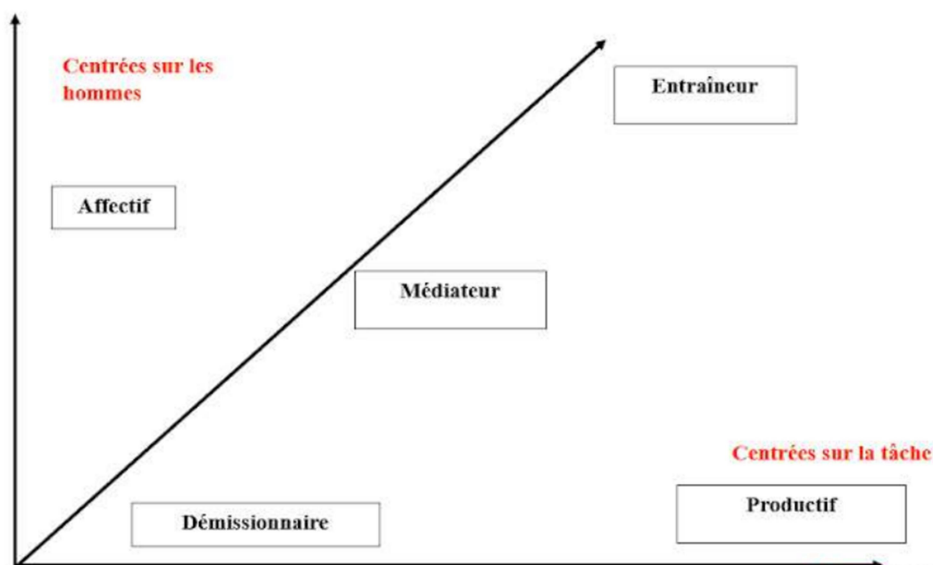 Centrées sur les
hommes
Entraîneur
Affectif
Médiateur
Centrées sur la tâche
Productif
Démissionnaire